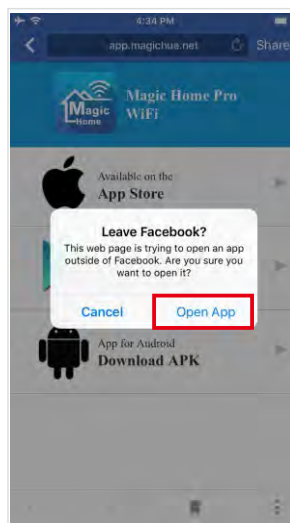 4:34 PM
app.magichue.net
Share
Magic
Home
Magic Home Pro
WiFi
Available on the
App Store
Leave Facebook?
This web page is trying to open an app
outside of Facebook. Are you sure you
want to open it?
Cancel
Open App
App for Android
Download APK